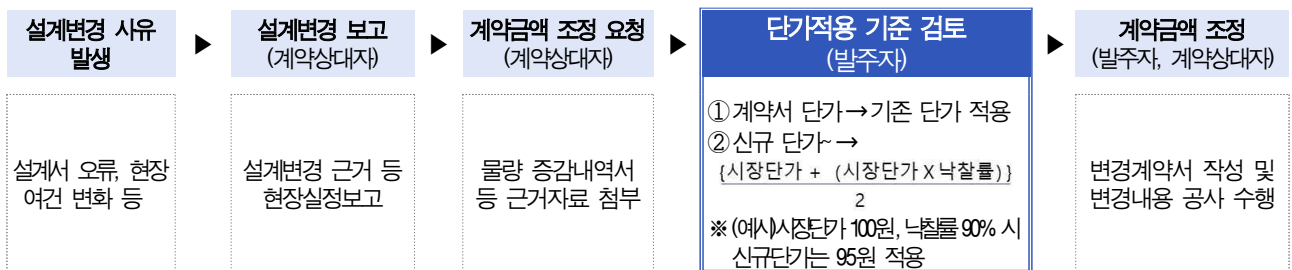 설계변경 사유
발생
▶
설계변경 보고
(계약상대자)
▶
계약금액 조정 요청
(계약상대자)
▶
단가적용 기준 검토
(발주자)
▶
계약금액 조정
(발주자, 계약상대자)
설계서 오류, 현장
여건 변화 등
설계변경 근거 등
현장실정보고
물량 증감내역서
등 근거자료 첨부
① 계약서 단가→기존 단가 적용
② 신규 단가~→
{시장단가 + (시장단가 X 낙찰률)}
2
※ (예시)시장단가 100원, 낙찰률 90% 시
신규단가는 95원 적용
변경계약서 작성 및
변경내용 공사 수행